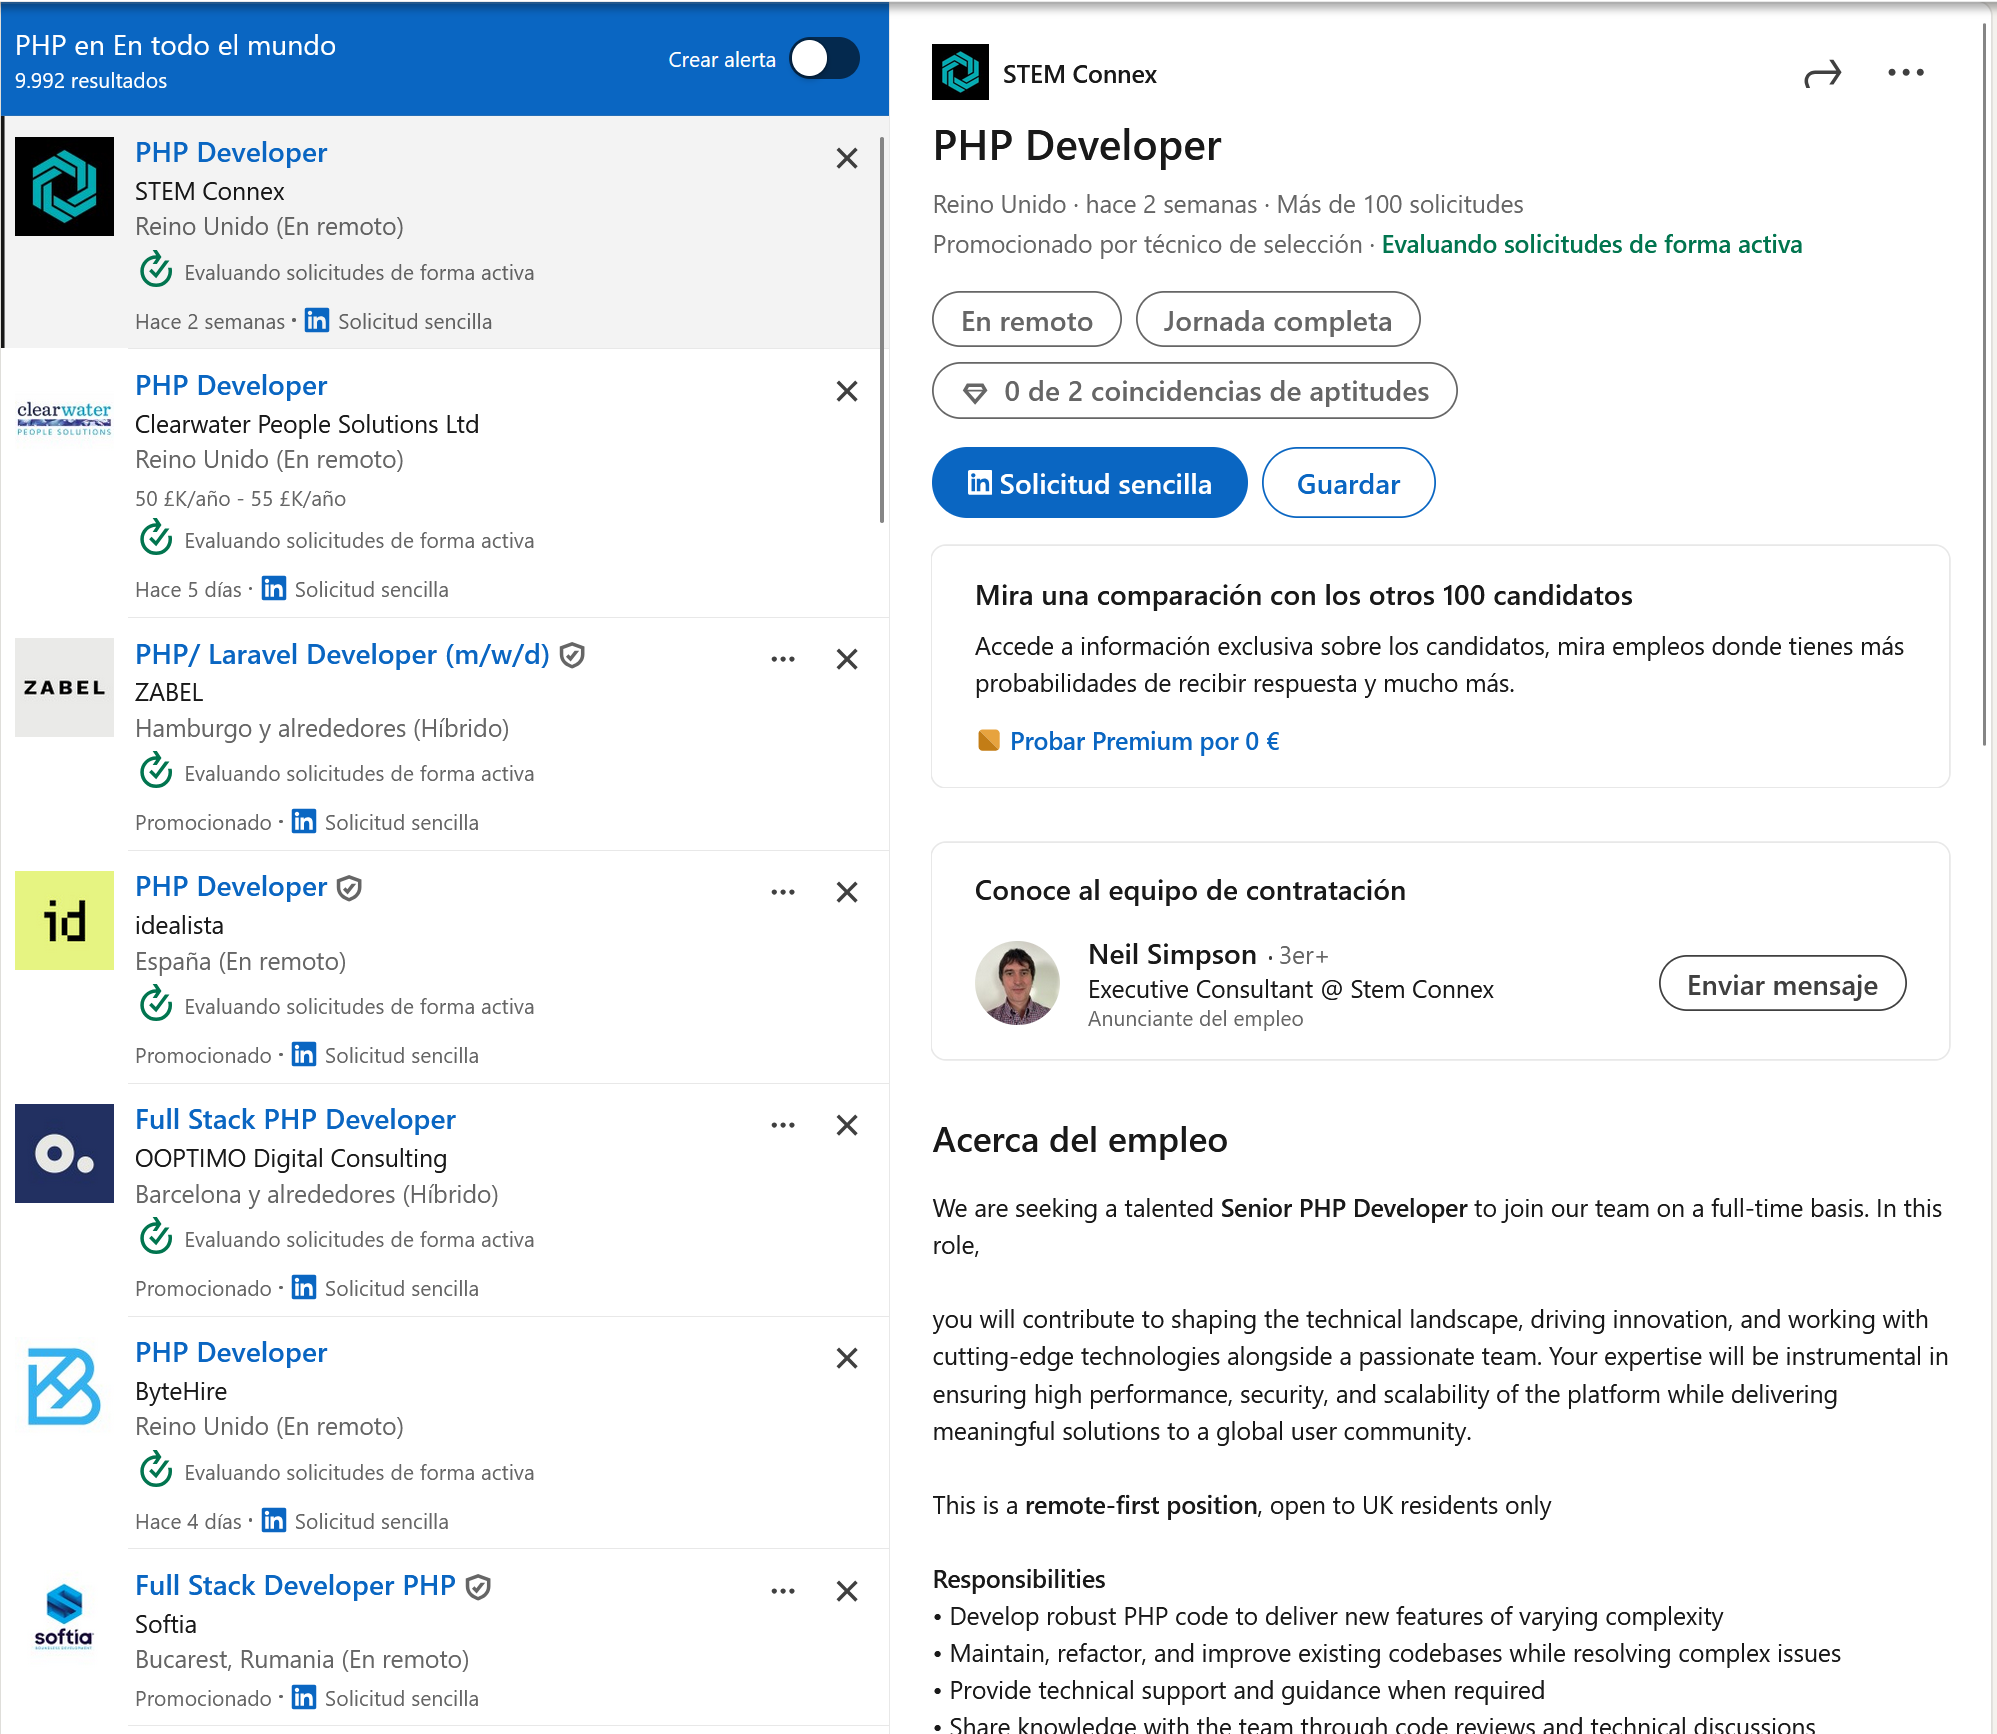 PHP en En todo el mundo
9.992 resultados
Crear alerta
PHP Developer
STEM Connex
Reino Unido (En remoto)
Evaluando solicitudes de forma activa
Hace 2 semanas · in Solicitud sencilla
clearwater
PEOPLE SOLUTIONS
PHP Developer
Clearwater People Solutions Ltd
Reino Unido (En remoto)
50 £K/año - 55 £K/año
Evaluando solicitudes de forma activa
Hace 5 días · in Solicitud sencilla
ZABEL
PHP/ Laravel Developer (m/w/d)
ZABEL
Hamburgo y alrededores (Híbrido)
Evaluando solicitudes de forma activa
Promocionado · in Solicitud sencilla
id
PHP Developer
idealista
España (En remoto)
Evaluando solicitudes de forma activa
Promocionado · in Solicitud sencilla
o.
Full Stack PHP Developer
OOPTIMO Digital Consulting
Barcelona y alrededores (Híbrido)
Evaluando solicitudes de forma activa
Promocionado · in Solicitud sencilla
PHP Developer
ByteHire
Reino Unido (En remoto)
Evaluando solicitudes de forma activa
Hace 4 días · in Solicitud sencilla
softia
Full Stack Developer PHP
Softia
Bucarest, Rumania (En remoto)
Promocionado · in Solicitud sencilla
STEM Connex
PHP Developer
Reino Unido · hace 2 semanas · Más de 100 solicitudes
Promocionado por técnico de selección · Evaluando solicitudes de forma activa
En remoto
Jornada completa
0 de 2 coincidencias de aptitudes
in Solicitud sencilla
Guardar
Mira una comparación con los otros 100 candidatos
Accede a información exclusiva sobre los candidatos, mira empleos donde tienes más
probabilidades de recibir respuesta y mucho más.
Probar Premium por 0 €
Conoce al equipo de contratación
Neil Simpson · 3er+
Executive Consultant @ Stem Connex
Anunciante del empleo
Enviar mensaje
Acerca del empleo
We are seeking a talented Senior PHP Developer to join our team on a full-time basis. In this
role,
you will contribute to shaping the technical landscape, driving innovation, and working with
cutting-edge technologies alongside a passionate team. Your expertise will be instrumental in
ensuring high performance, security, and scalability of the platform while delivering
meaningful solutions to a global user community.
This is a remote-first position, open to UK residents only
Responsibilities
• Develop robust PHP code to deliver new features of varying complexity
• Maintain, refactor, and improve existing codebases while resolving complex issues
• Provide technical support and guidance when required
• Share knowledge with the team through code reviews and technical discussions